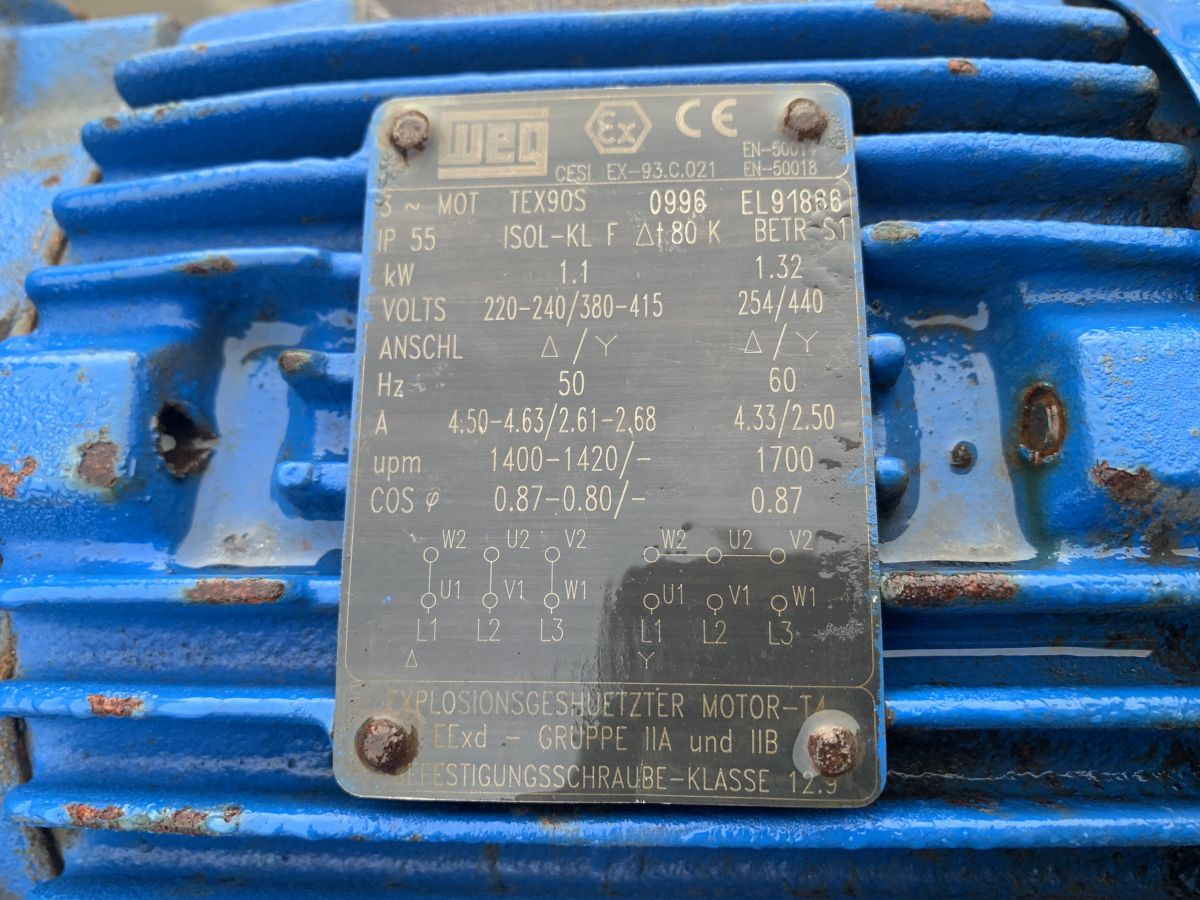 WEG Ex CE
CESI EX-93.C.021 EN-50014
EN-50018
3 ~ MOT TEX90S 0996 EL91866
IP 55 ISOL-KL F Δt 80 K BETR S1
kW 1.1 1.32
VOLTS 220-240/380-415 254/440
ANSCHL Δ/Y Δ/Y
Hz 50 60
A 4.50-4.63/2.61-2.68 4.33/2.50
upm 1400-1420/- 1700
COS φ 0.87-0.80/- 0.87
W2 U2 V2 W2 U2 V2
U1 V1 W1 U1 V1 W1
L1 L2 L3 L1 L2 L3
Δ Y
EXPLOSIONSGESHUETZTER MOTOR-T4
EExd - GRUPPE IIA und IIB
BEFESTIGUNGSSCHRAUBE-KLASSE 12.9